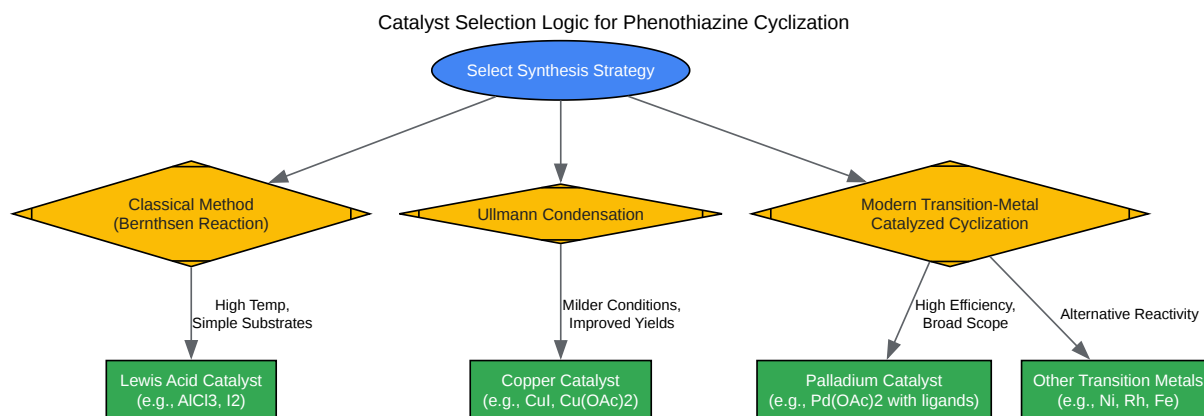 Catalyst Selection Logic for Phenothiazine Cyclization
Select Synthesis Strategy
Classical Method
(Bernthsen Reaction)
Ullmann Condensation
Modern Transition-Metal
Catalyzed Cyclization
High Temp,
Simple Substrates
Milder Conditions,
Improved Yields
High Efficiency,
Broad Scope
Alternative Reactivity
Lewis Acid Catalyst
(e.g., AlCl3, I2)
Copper Catalyst
(e.g., CuI, Cu(OAc)2)
Palladium Catalyst
(e.g., Pd(OAc)2 with ligands)
Other Transition Metals
(e.g., Ni, Rh, Fe)